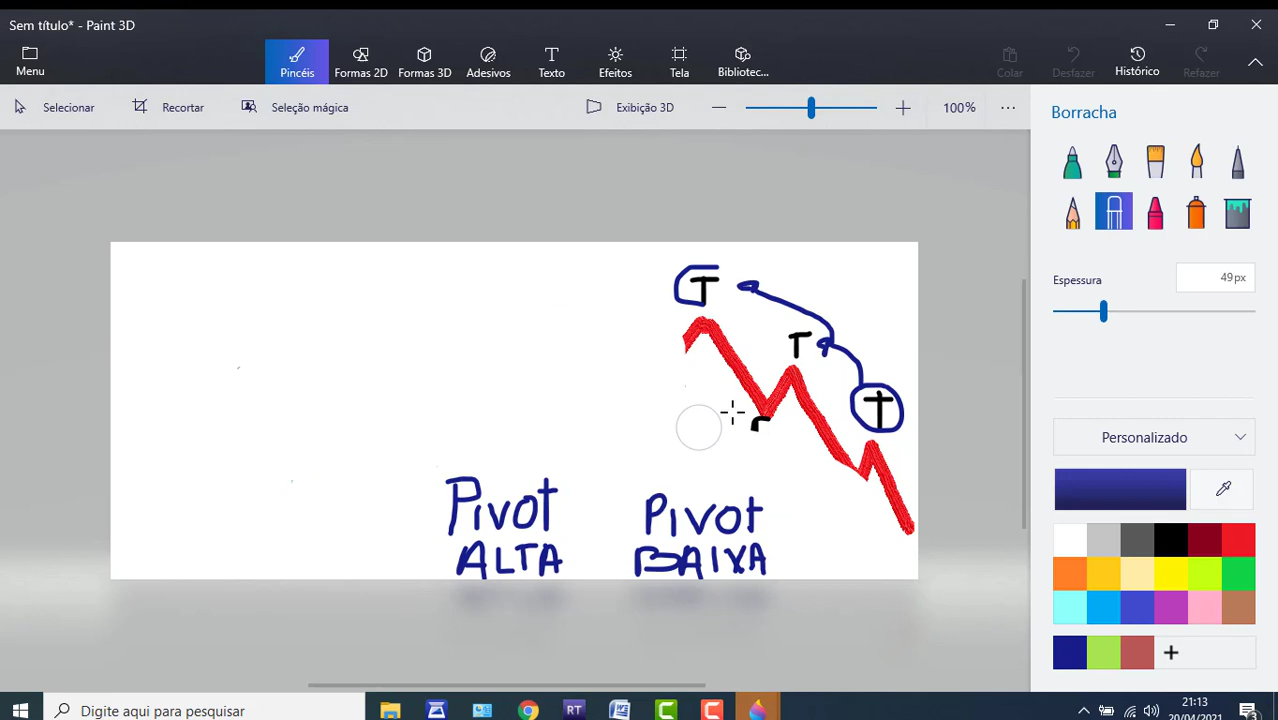 Sem título* - Paint 3D
Menu
Pincéis
Formas 2D
Formas 3D
Adesivos
Texto
Efeitos
Tela
Bibliotec...
Colar
Desfazer
Histórico
Refazer
Selecionar
Recortar
Seleção mágica
Exibição 3D
100%
Borracha
Espessura
49px
Personalizado
T
T
T
Pivot
ALTA
Pivot
BAIXA
Digite aqui para pesquisar
RT
21:13
20/04/2021
3